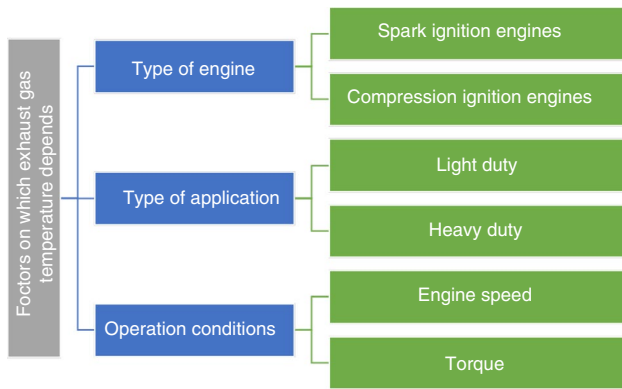 Foctors on which exhaust gas
temperature depends
Type of engine
Spark ignition engines
Compression ignition engines
Type of application
Light duty
Heavy duty
Operation conditions
Engine speed
Torque